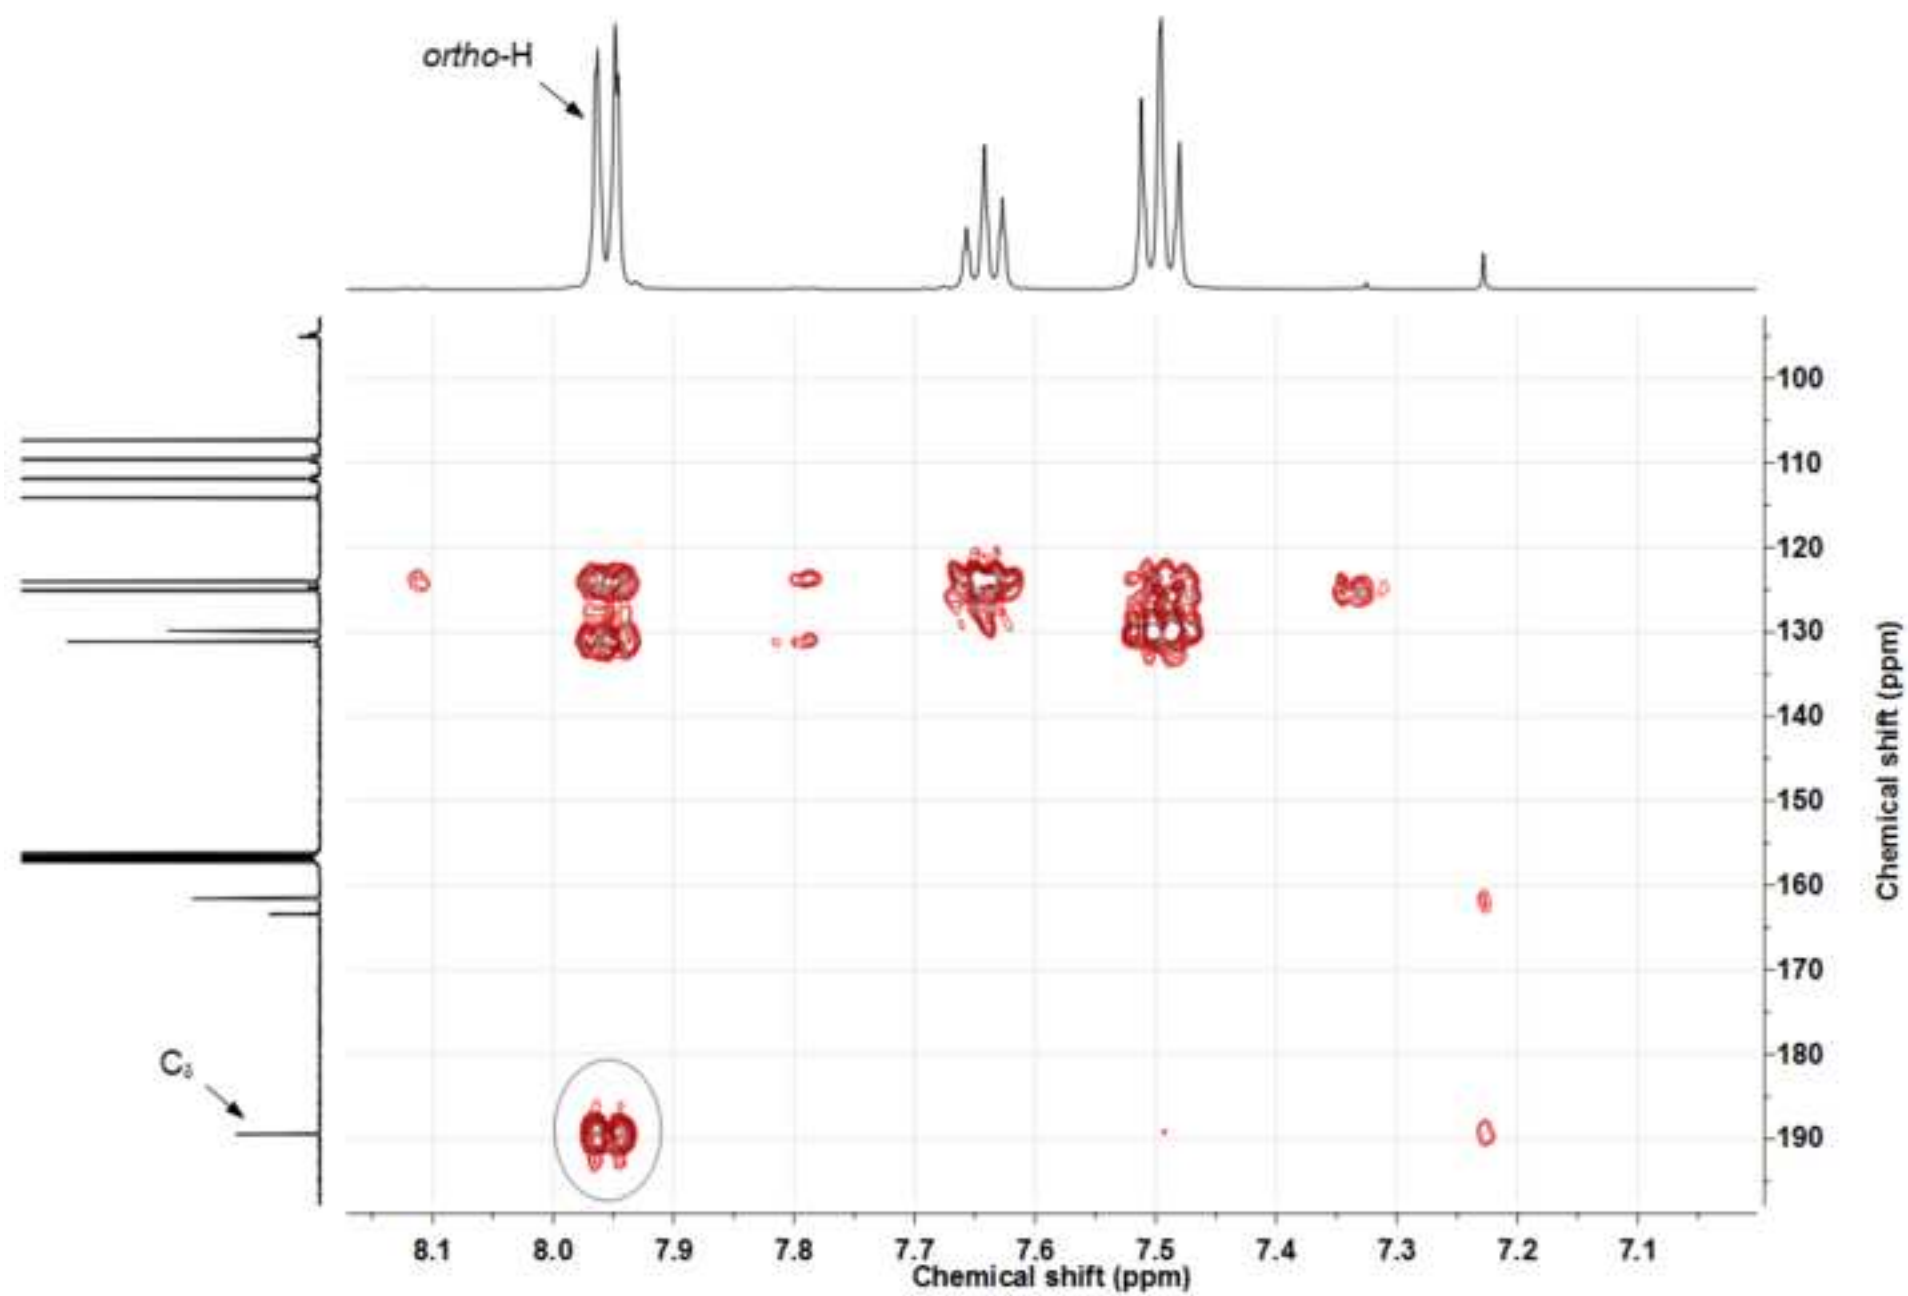 ortho-H
100
110
120
130
140
150
160
170
180
190
Chemical shift (ppm)
Cδ
8.1 8.0 7.9 7.8 7.7 7.6 7.5 7.4 7.3 7.2 7.1
Chemical shift (ppm)